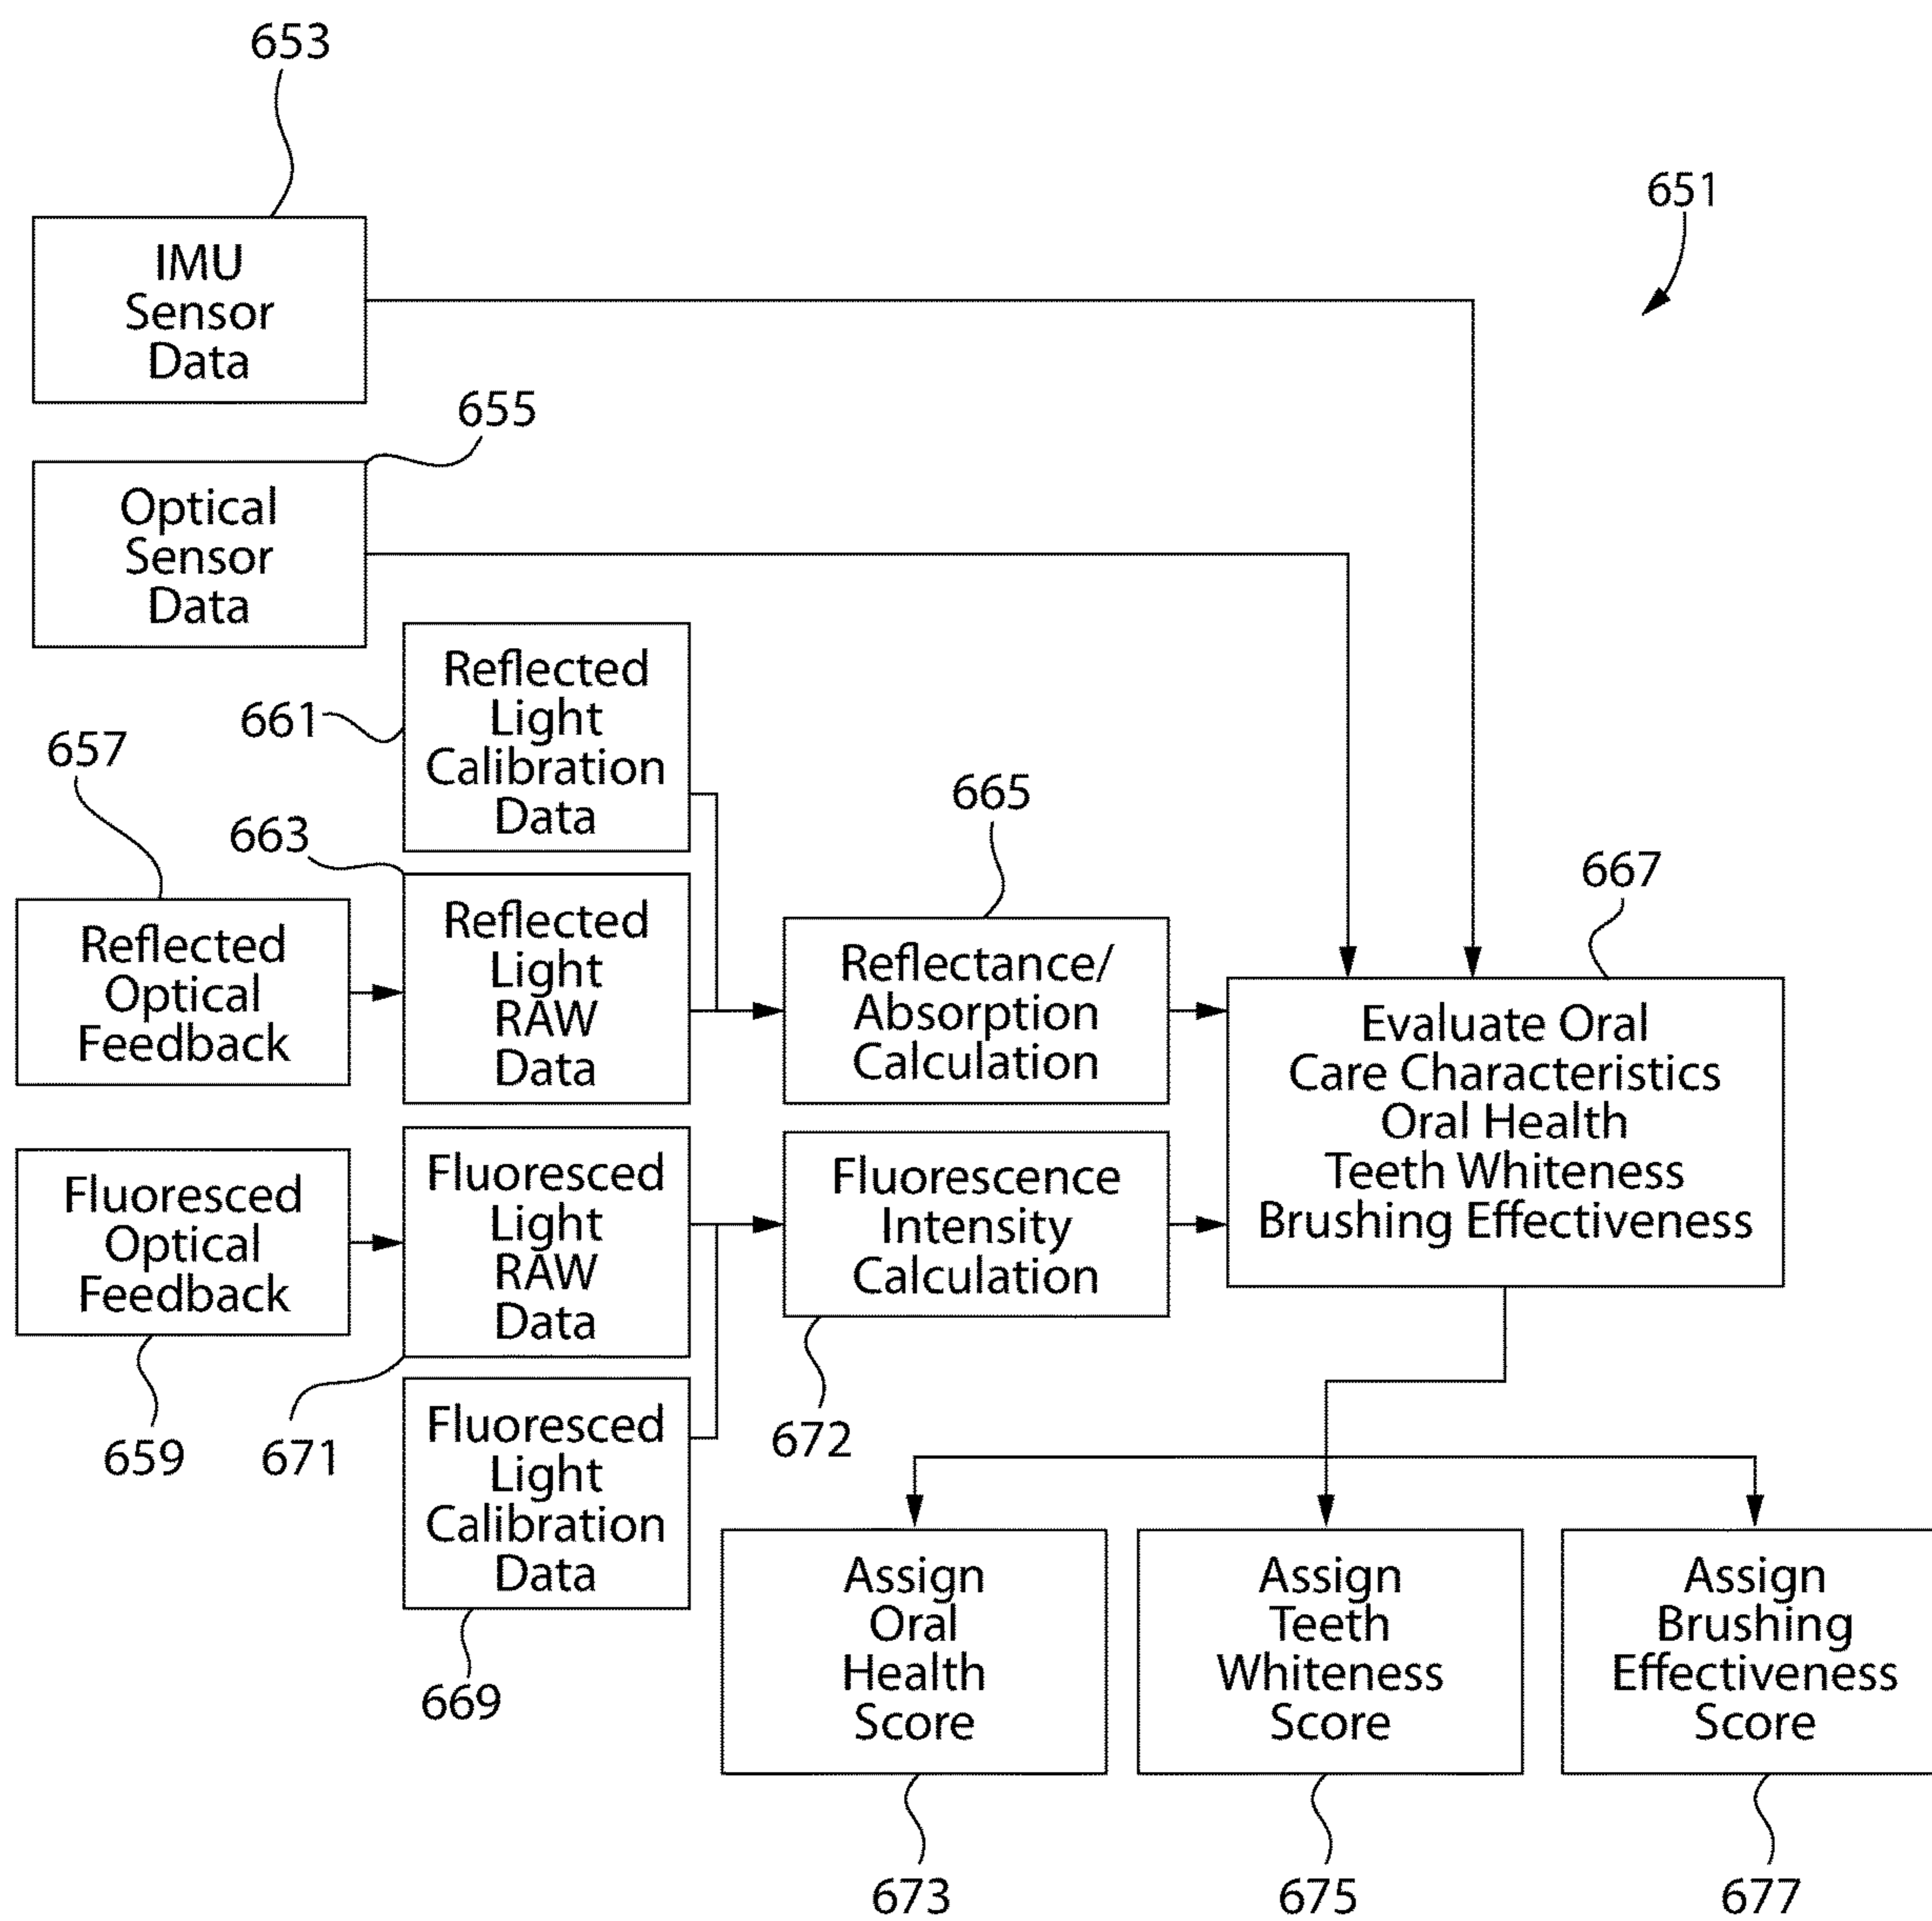 653
651
IMU
Sensor
Data
655
Optical
Sensor
Data
661
Reflected
Light
Calibration
Data
657
663
Reflected
Optical
Feedback
Reflected
Light
RAW
Data
665
Reflectance/
Absorption
Calculation
667
Evaluate Oral
Care Characteristics
Oral Health
Teeth Whiteness
Brushing Effectiveness
Fluoresced
Optical
Feedback
659
Fluoresced
Light
RAW
Data
671
Fluorescence
Intensity
Calculation
672
Fluoresced
Light
Calibration
Data
669
Assign
Oral
Health
Score
673
Assign
Teeth
Whiteness
Score
675
Assign
Brushing
Effectiveness
Score
677